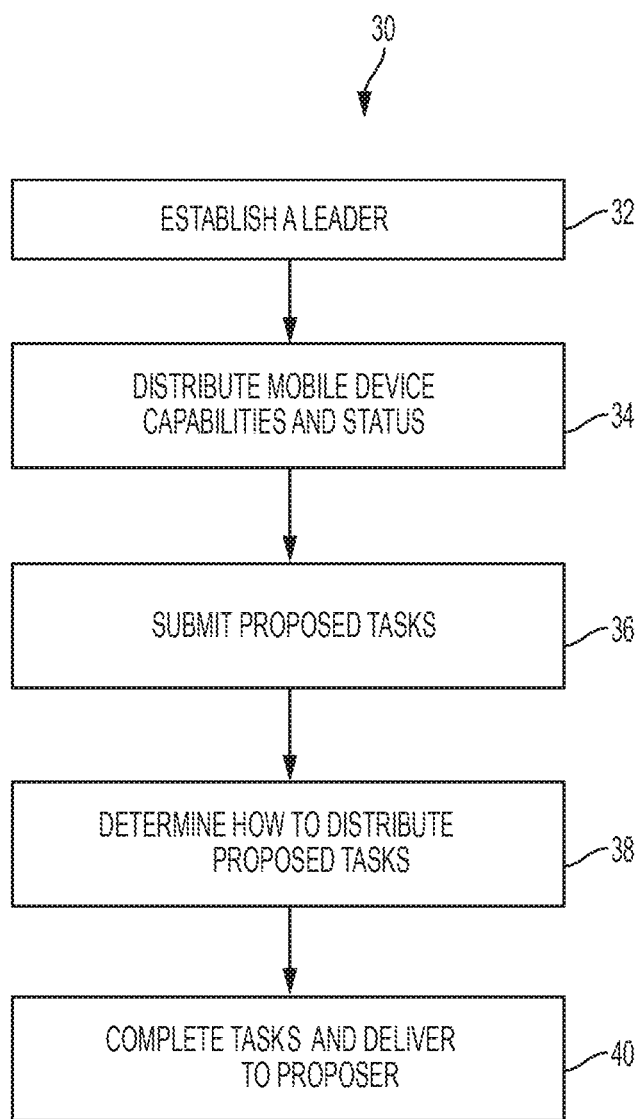 30
ESTABLISH A LEADER
32
DISTRIBUTE MOBILE DEVICE
CAPABILITIES AND STATUS
34
SUBMIT PROPOSED TASKS
36
DETERMINE HOW TO DISTRIBUTE
PROPOSED TASKS
38
COMPLETE TASKS AND DELIVER
TO PROPOSER
40